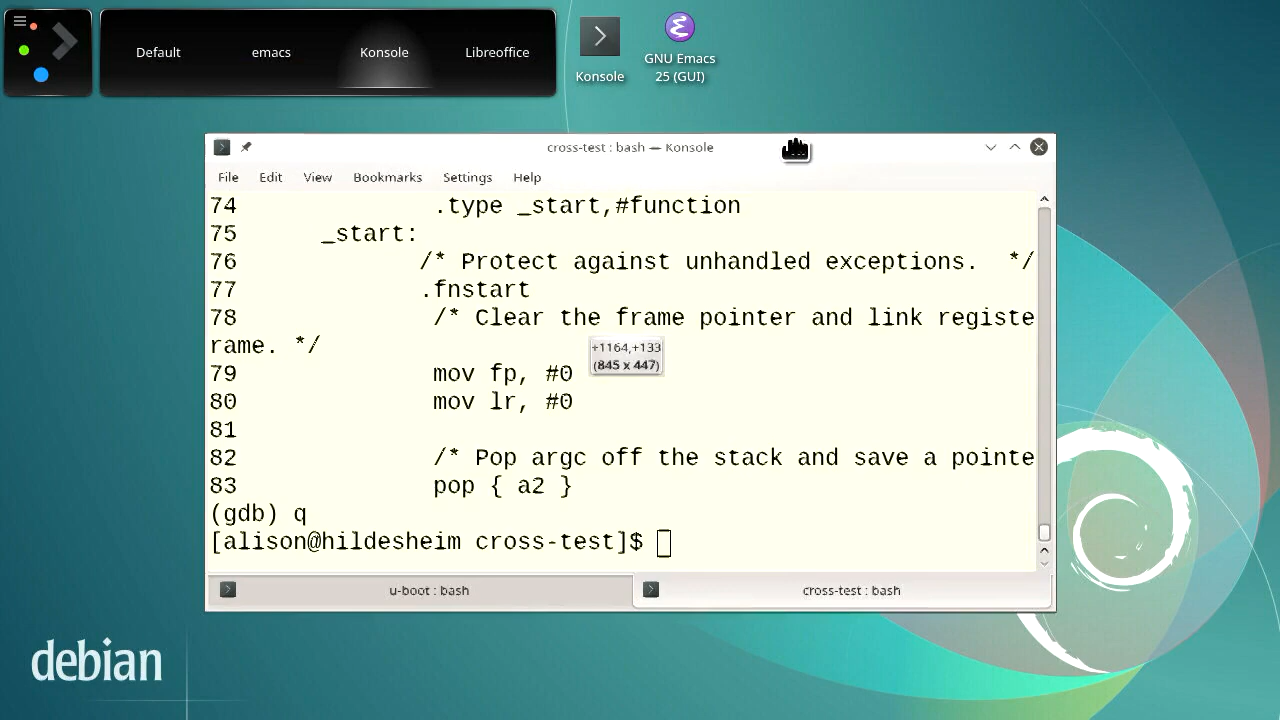 Default emacs Konsole Libreoffice
Konsole
GNU Emacs
25 (GUI)
cross-test : bash — Konsole
File Edit View Bookmarks Settings Help
74 .type _start,#function
75 _start:
76 /* Protect against unhandled exceptions. */
77 .fnstart
78 /* Clear the frame pointer and link registe
rame. */
+1164,+133
(845 x 447)
79 mov fp, #0
80 mov lr, #0
81
82 /* Pop argc off the stack and save a pointe
83 pop { a2 }
(gdb) q
[alison@hildesheim cross-test]$
u-boot : bash cross-test : bash
debian